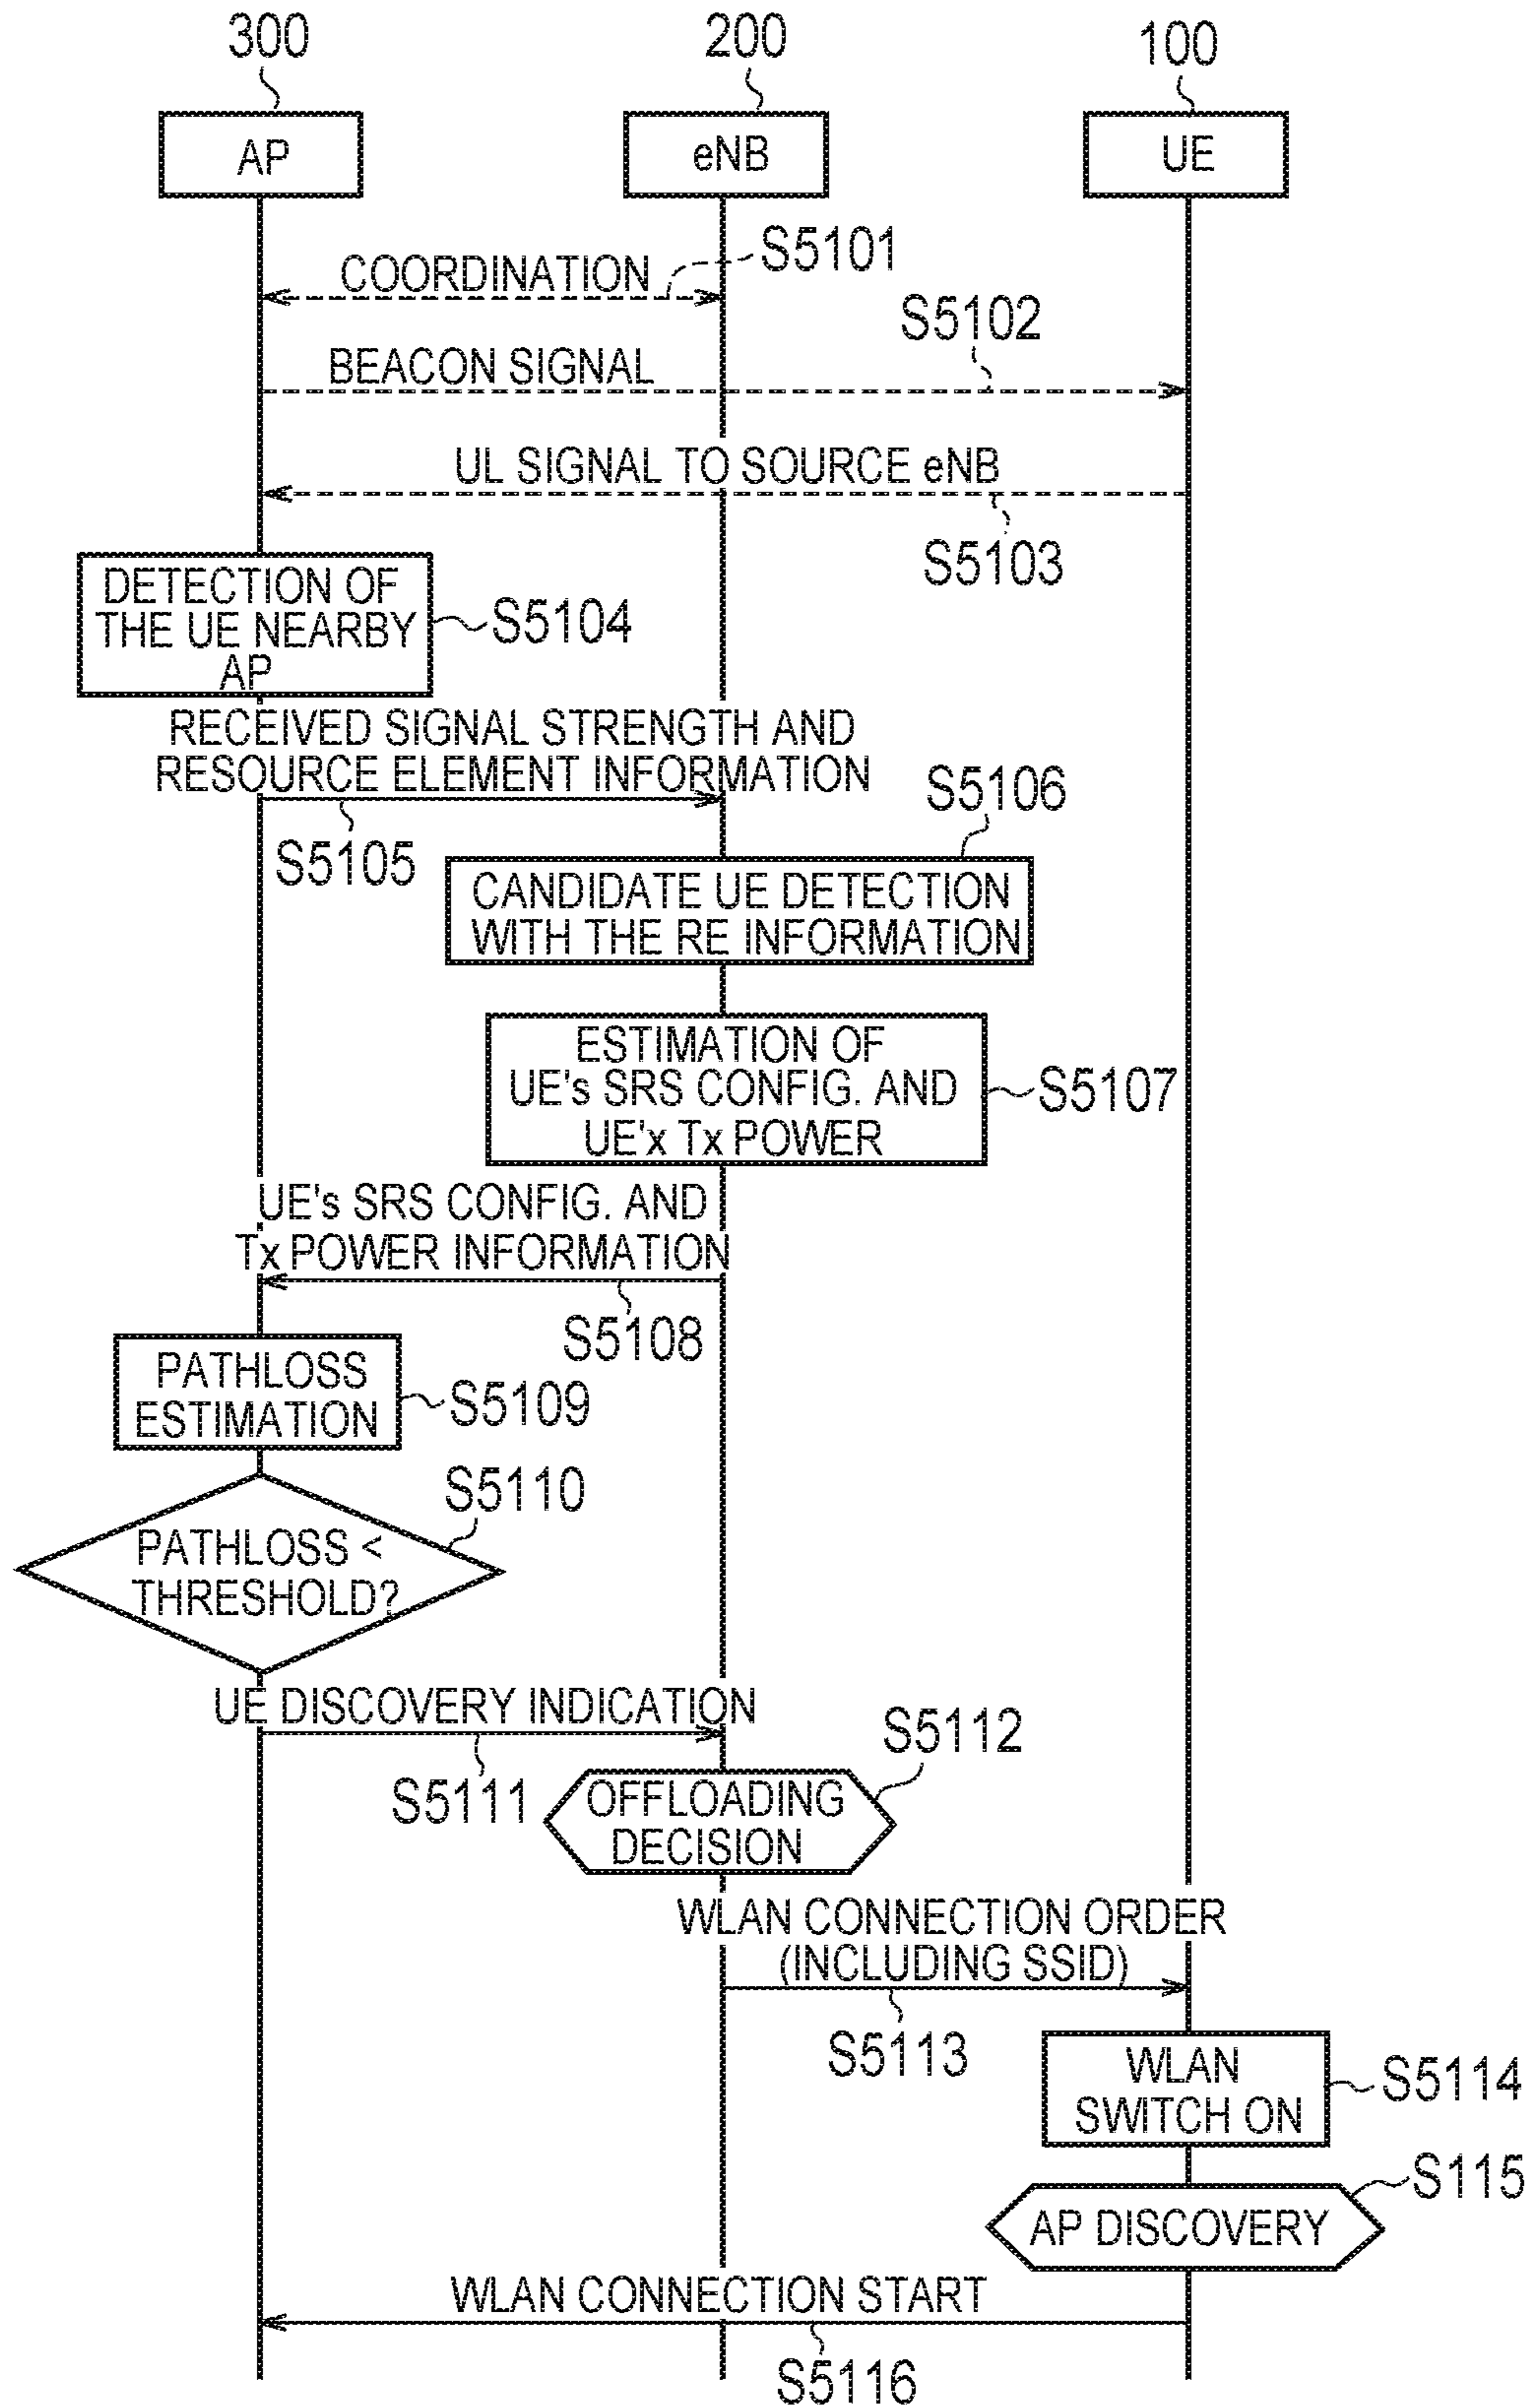 300
200
100
AP
eNB
UE
S5101
COORDINATION
S5102
BEACON SIGNAL
UL SIGNAL TO SOURCE eNB
S5103
DETECTION OF
THE UE NEARBY
AP
S5104
RECEIVED SIGNAL STRENGTH AND
RESOURCE ELEMENT INFORMATION
S5105
S5106
CANDIDATE UE DETECTION
WITH THE RE INFORMATION
ESTIMATION OF
UE's SRS CONFIG. AND
UE'x Tx POWER
S5107
UE's SRS CONFIG. AND
Tx POWER INFORMATION
S5108
PATHLOSS
ESTIMATION
S5109
S5110
PATHLOSS <
THRESHOLD?
UE DISCOVERY INDICATION
S5111
S5112
OFFLOADING
DECISION
WLAN CONNECTION ORDER
(INCLUDING SSID)
S5113
WLAN
SWITCH ON
S5114
S115
AP DISCOVERY
WLAN CONNECTION START
S5116